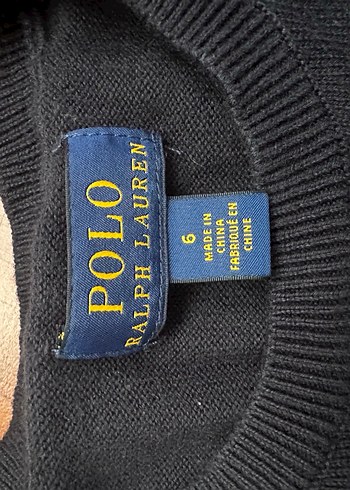 POLO
RALPH LAUREN
6
MADE IN
CHINA
FABRIQUÉ EN
CHINE